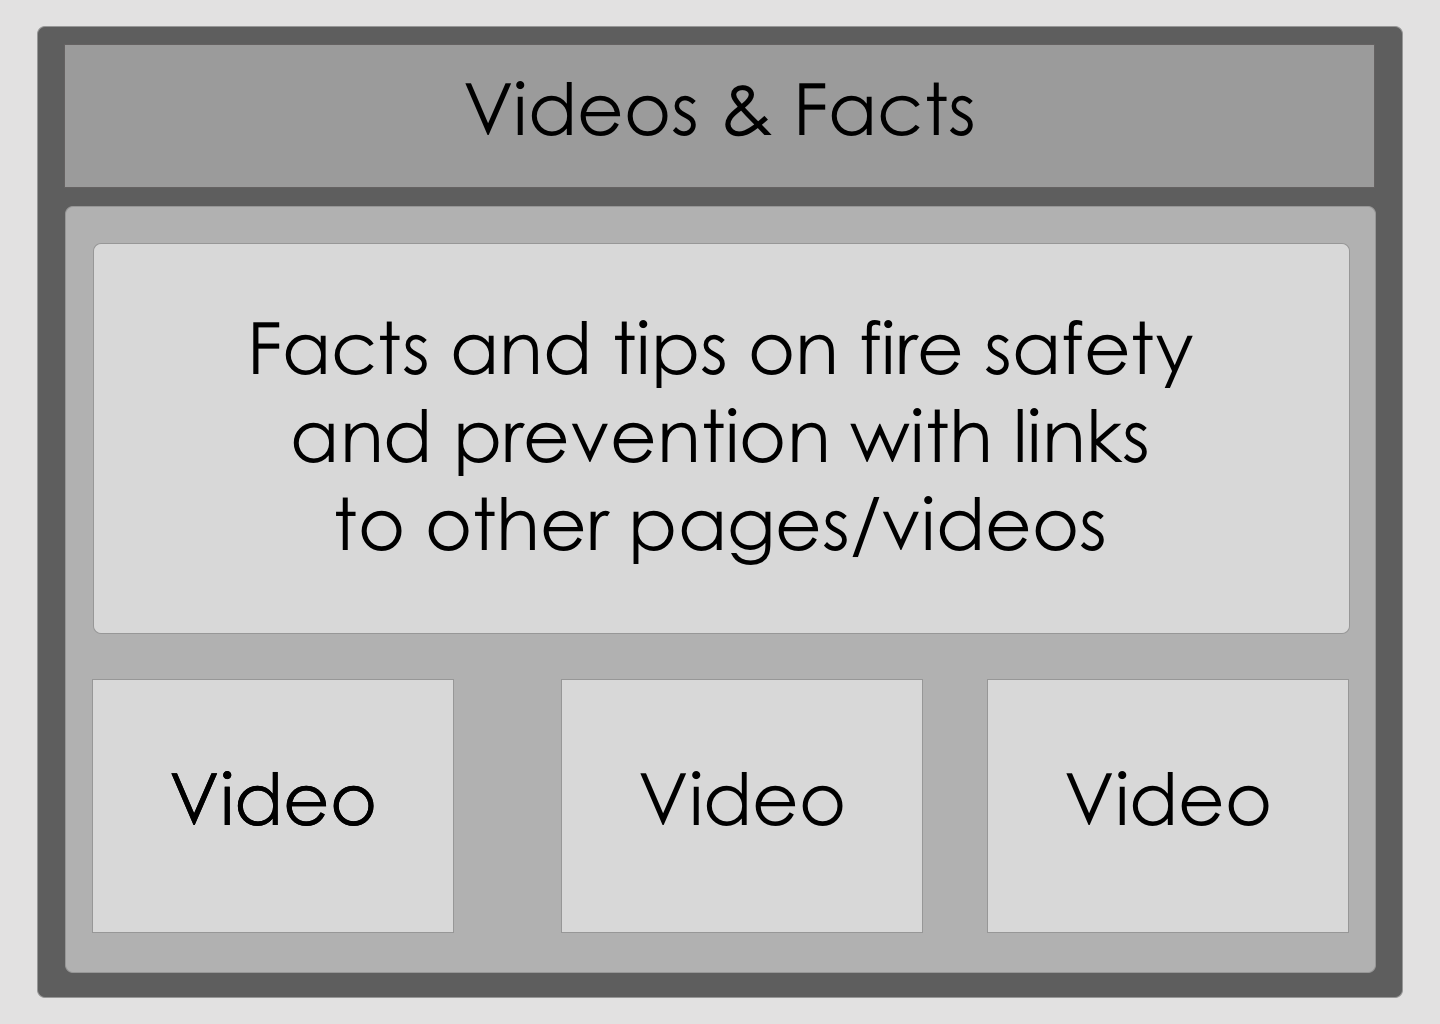 Videos & Facts
Facts and tips on fire safety
and prevention with links
to other pages/videos
Video Video Video